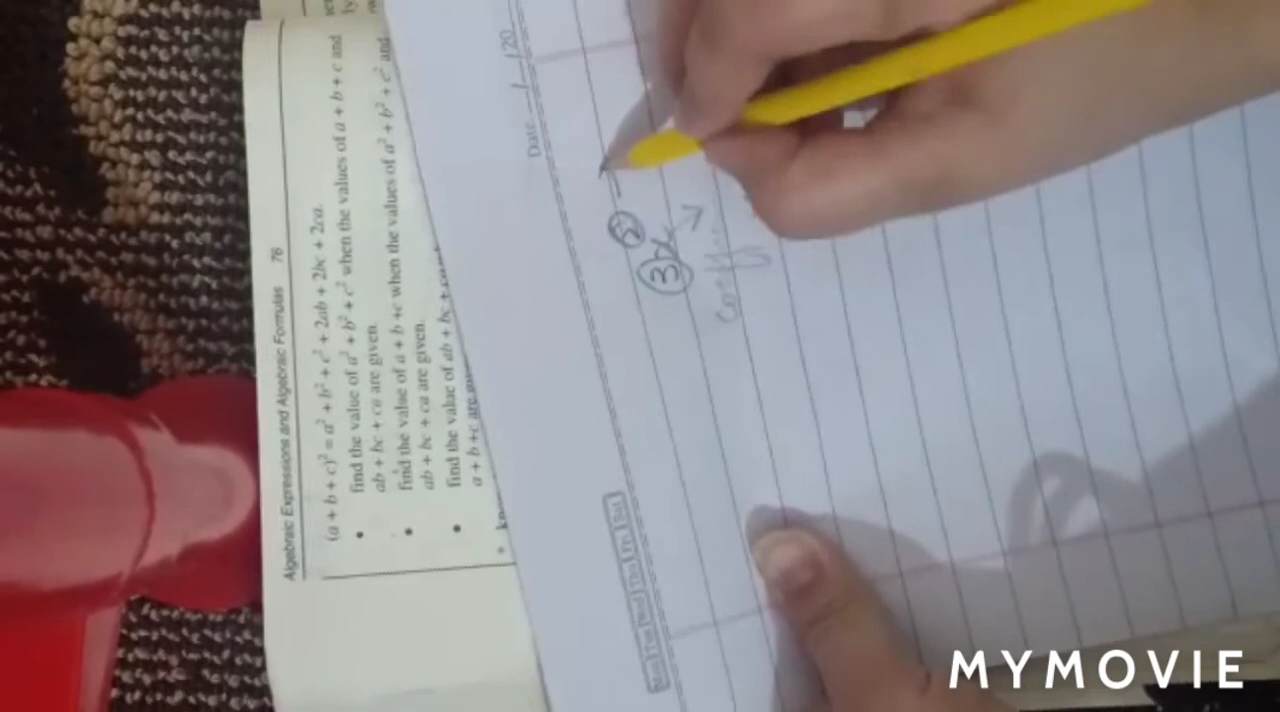 Algebraic Expressions and Algebraic Formulas 76
(a + b + c)² = a² + b² + c² + 2ab + 2bc + 2ca.
• find the value of a² + b² + c² when the values of a + b + c and
ab + bc + ca are given.
• find the value of a + b + c when the values of a² + b² + c² and
ab + bc + ca are given.
• find the value of ab + bc +
a + b + c are
Date / /20
Sun Tue Wed Thu Fri Sat
3x²
MYMOVIE